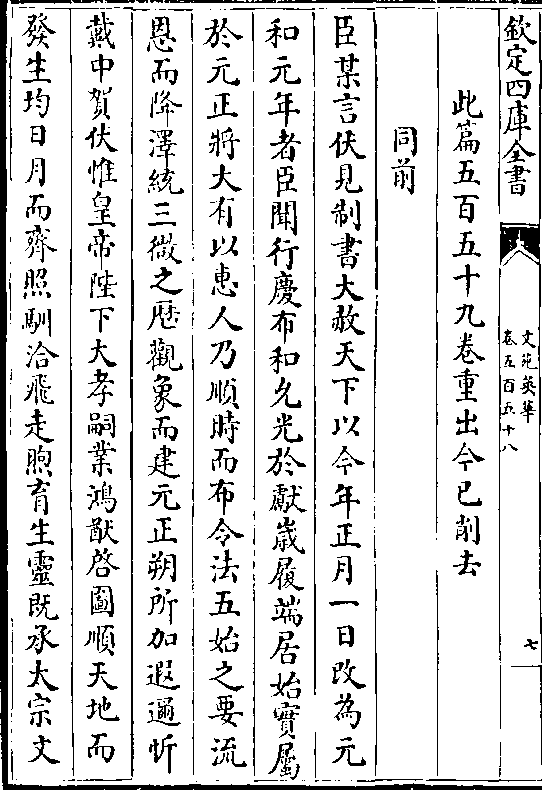 欽定四庫全書
文苑英華
卷五百五十八
七
此篇五百五十九卷重出今已削去
同前
臣某言伏見制書大赦天下以今年正月一日改為元
和元年者臣聞行慶布和允光於獻歳履端居始實屬
於元正將大有以惠人乃順時而布令法五始之要流
恩而降澤統三微之厯觀象而建元正朔所加遐邇忻
戴中賀伏惟皇帝陛下大孝嗣業鴻猷啓圖順天地而
發生均日月而齊照馴洽飛走煦育生靈既承太宗文